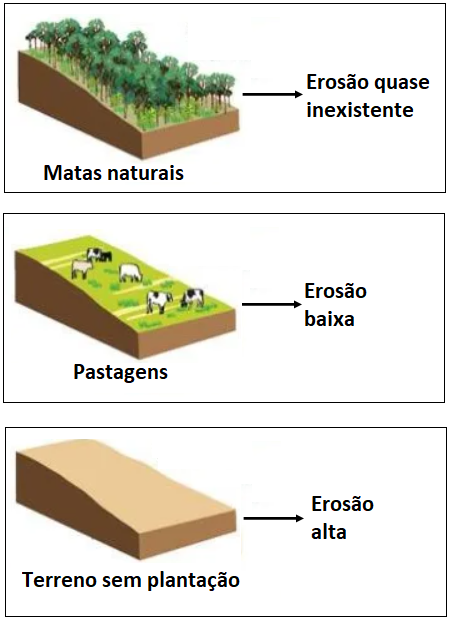 Erosão quase
inexistente
Matas naturais
Erosão
baixa
Pastagens
Erosão
alta
Terreno sem plantação